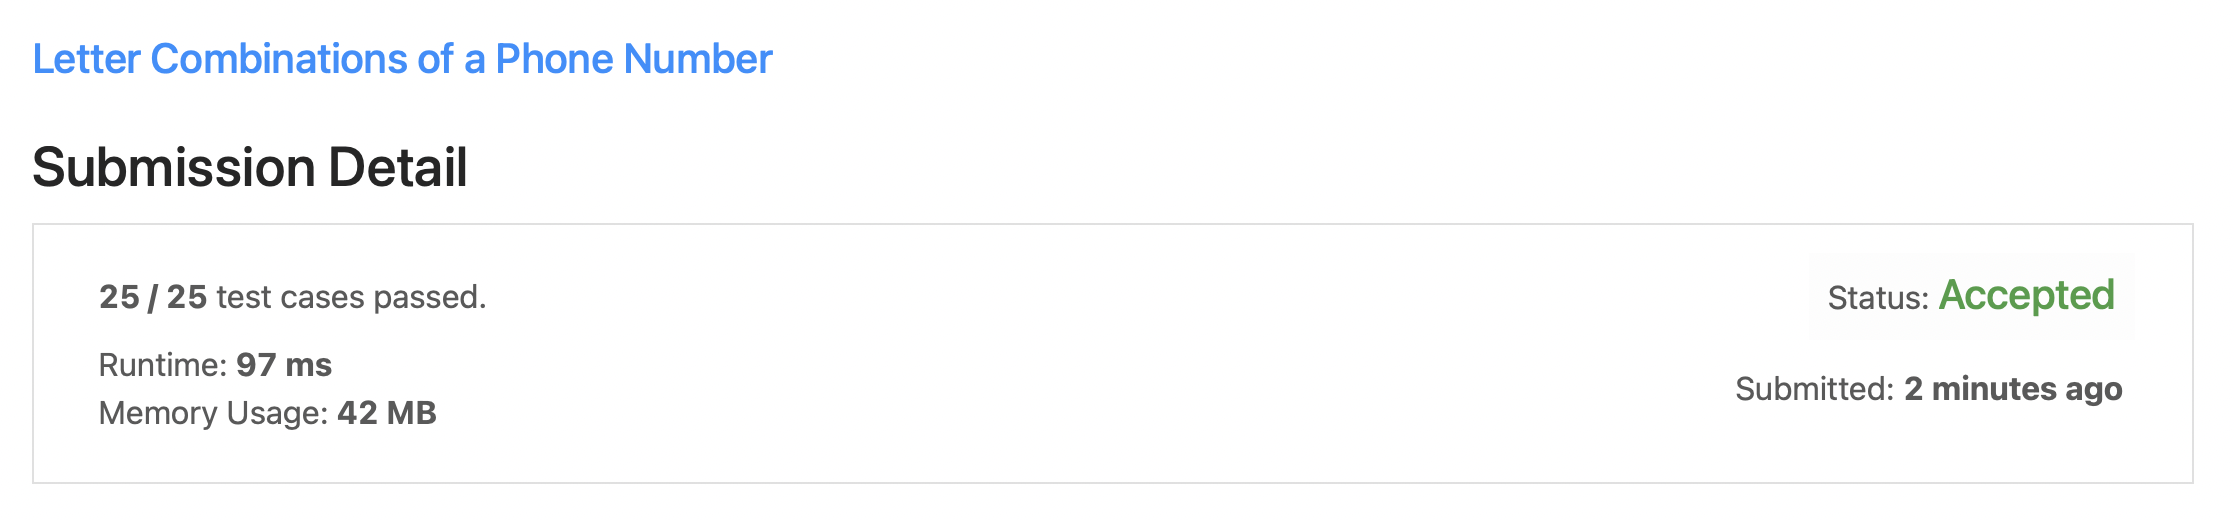 Letter Combinations of a Phone Number
Submission Detail
25 / 25 test cases passed.
Status: Accepted
Runtime: 97 ms
Submitted: 2 minutes ago
Memory Usage: 42 MB